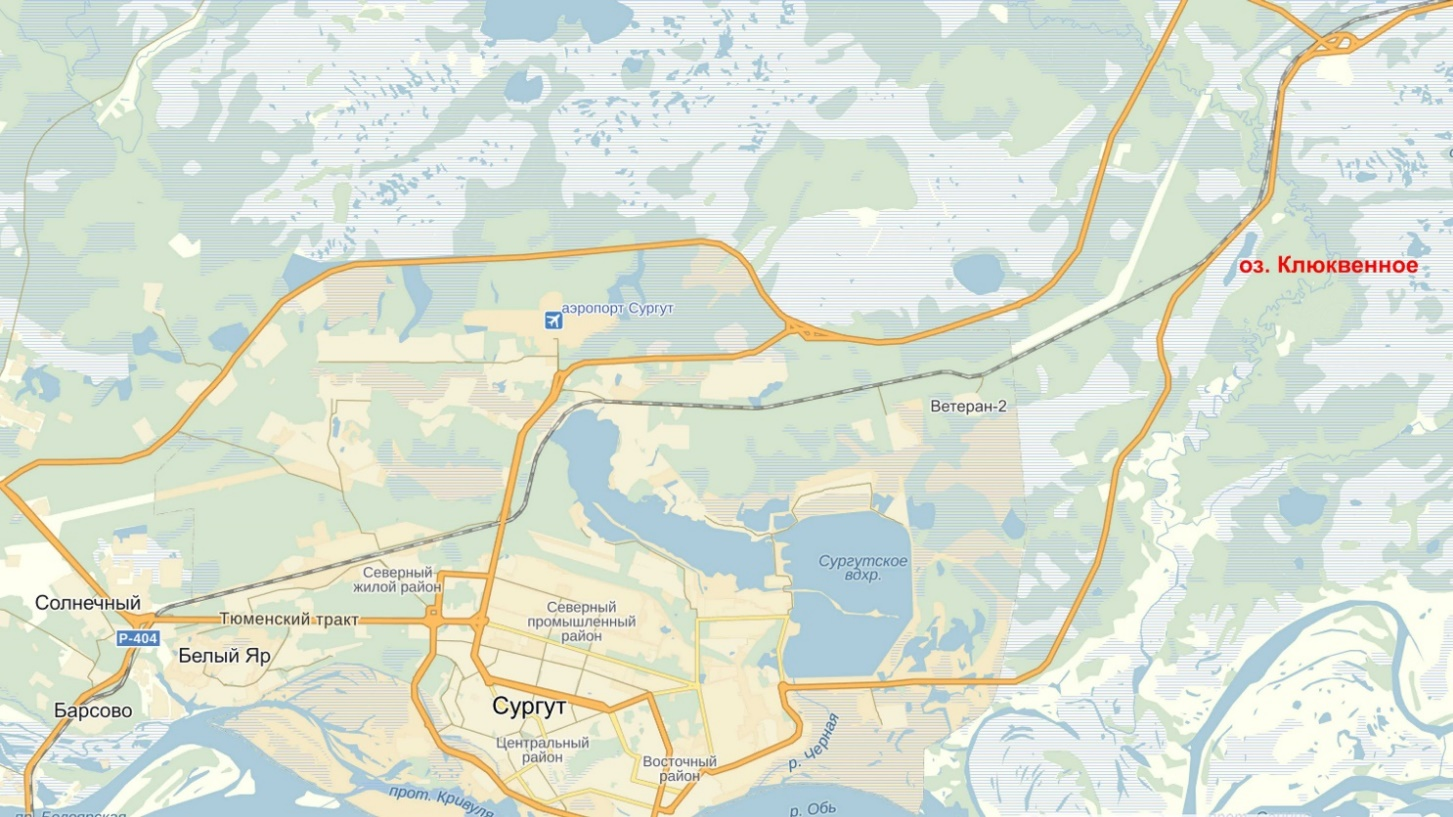 оз. Клюквенное
аэропорт Сургут
Ветеран-2
Сургутское
вдхр.
Северный
жилой район
Солнечный
Северный
промышленный
район
Тюменский тракт
Р-404
Белый Яр
Сургут
Барсово
Центральный
район
р. Черная
Восточный
район
прот. Кривуля
р. Обь